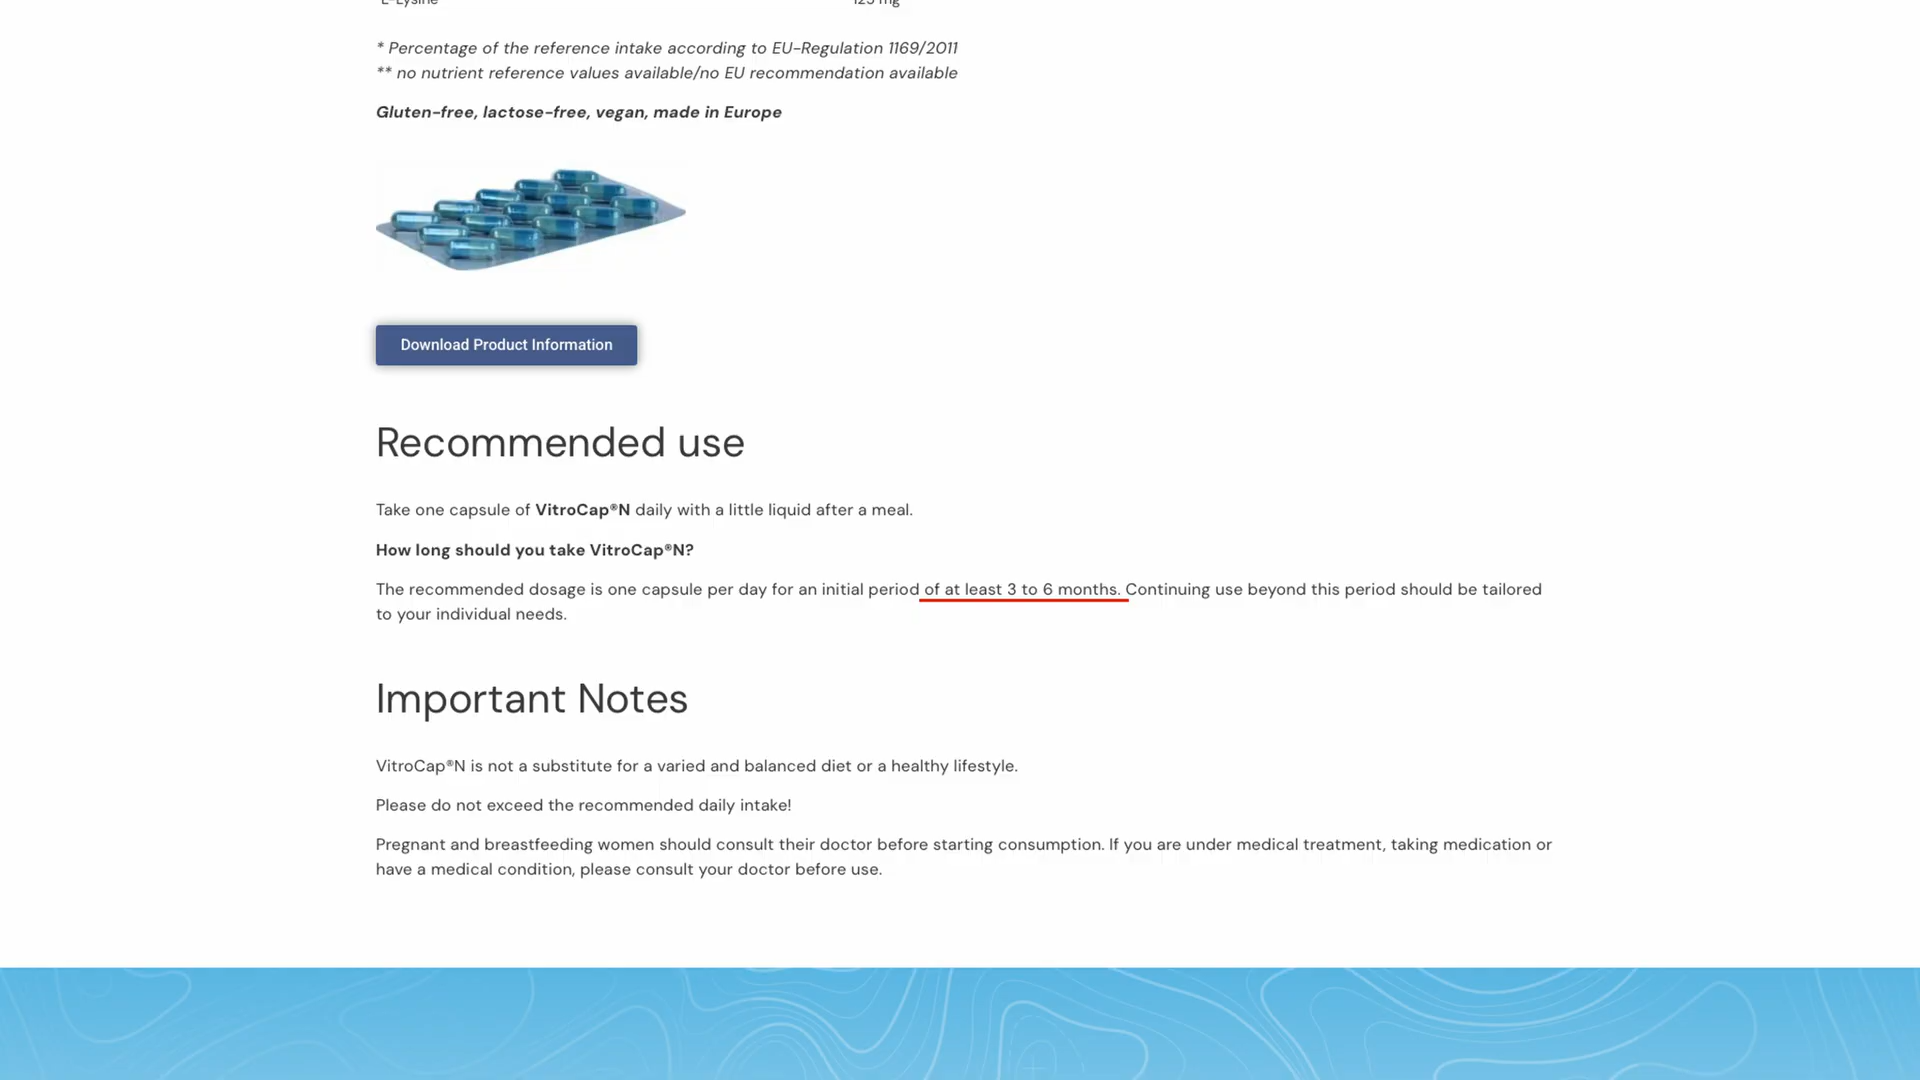 L-Lysine 125 mg
* Percentage of the reference intake according to EU-Regulation 1169/2011
** no nutrient reference values available/no EU recommendation available
Gluten-free, lactose-free, vegan, made in Europe
Download Product Information
Recommended use
Take one capsule of VitroCap®N daily with a little liquid after a meal.
How long should you take VitroCap®N?
The recommended dosage is one capsule per day for an initial period of at least 3 to 6 months. Continuing use beyond this period should be tailored
to your individual needs.
Important Notes
VitroCap®N is not a substitute for a varied and balanced diet or a healthy lifestyle.
Please do not exceed the recommended daily intake!
Pregnant and breastfeeding women should consult their doctor before starting consumption. If you are under medical treatment, taking medication or
have a medical condition, please consult your doctor before use.